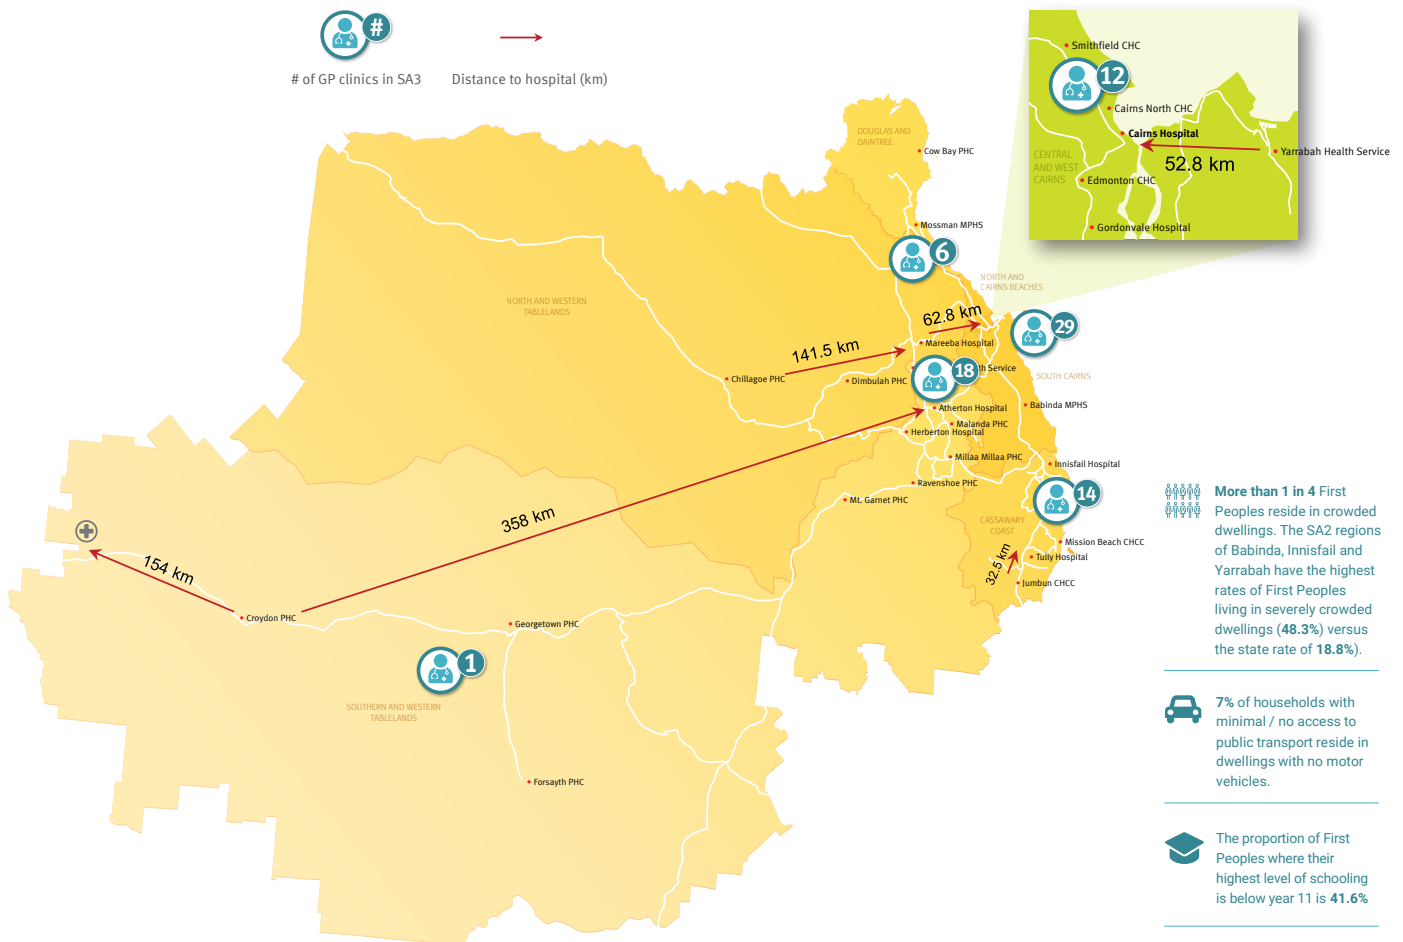 #
# of GP clinics in SA3
Distance to hospital (km)
Smithfield CHC
12
Cairns North CHC
Cairns Hospital
Yarrabah Health Service
52.8 km
CENTRAL
AND WEST
CAIRNS
Edmonton CHC
Gordonvale Hospital
DOUGLAS AND
DAINTREE
Cow Bay PHC
Mossman MPHS
6
NORTH AND
CAIRNS BEACHES
NORTH AND WESTERN
TABLELANDS
62.8 km
29
141.5 km
Mareeba Hospital
18
th Service
SOUTH CAIRNS
Chillagoe PHC
Dimbulah PHC
Atherton Hospital
Babinda MPHS
Malanda PHC
Herberton Hospital
Millaa Millaa PHC
Innisfail Hospital
Ravenshoe PHC
14
Mt. Garnet PHC
358 km
CASSAWARY
COAST
Mission Beach CHCC
32.5 km
Tully Hospital
Jumbun CHCC
154 km
Croydon PHC
Georgetown PHC
1
SOUTHERN AND WESTERN
TABLELANDS
Forsayth PHC
More than 1 in 4 First
Peoples reside in crowded
dwellings. The SA2 regions
of Babinda, Innisfail and
Yarrabah have the highest
rates of First Peoples
living in severely crowded
dwellings (48.3%) versus
the state rate of 18.8%).
7% of households with
minimal / no access to
public transport reside in
dwellings with no motor
vehicles.
The proportion of First
Peoples where their
highest level of schooling
is below year 11 is 41.6%